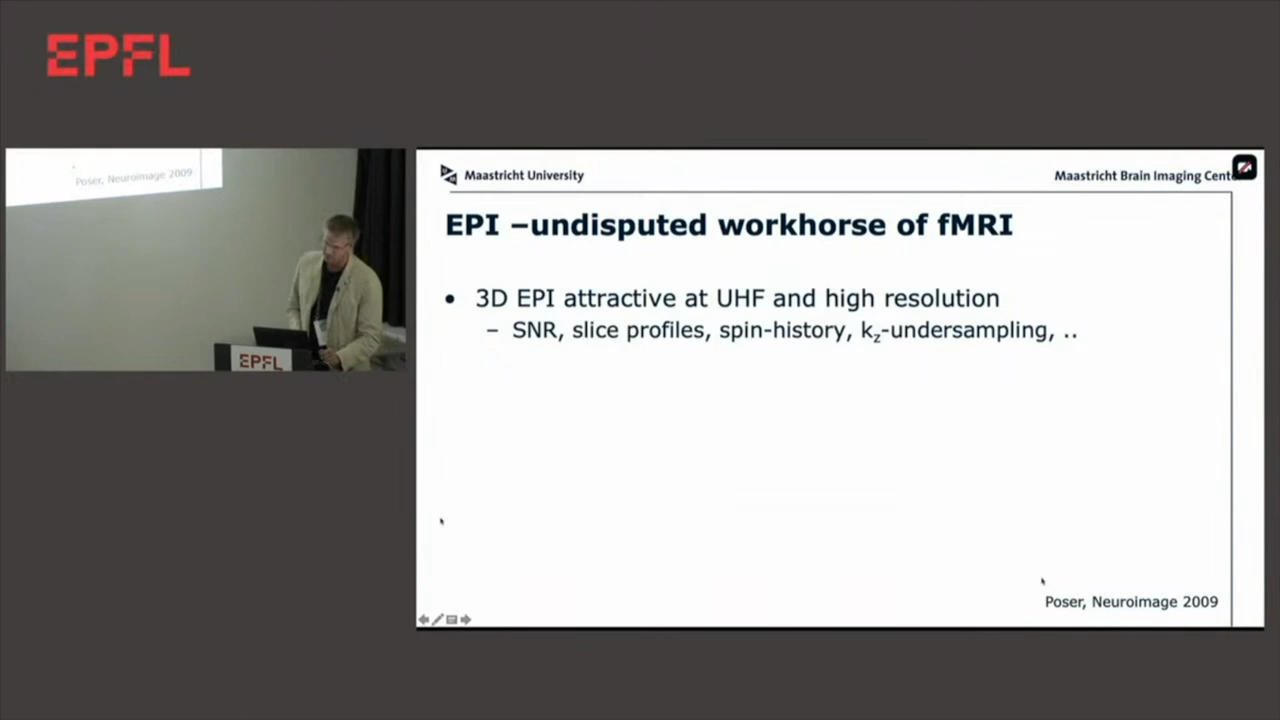 EPFL
Poser, Neuroimage 2009
EPFL
Maastricht University
Maastricht Brain Imaging Cent
EPI –undisputed workhorse of fMRI
• 3D EPI attractive at UHF and high resolution
– SNR, slice profiles, spin-history, kz-undersampling, ..
Poser, Neuroimage 2009